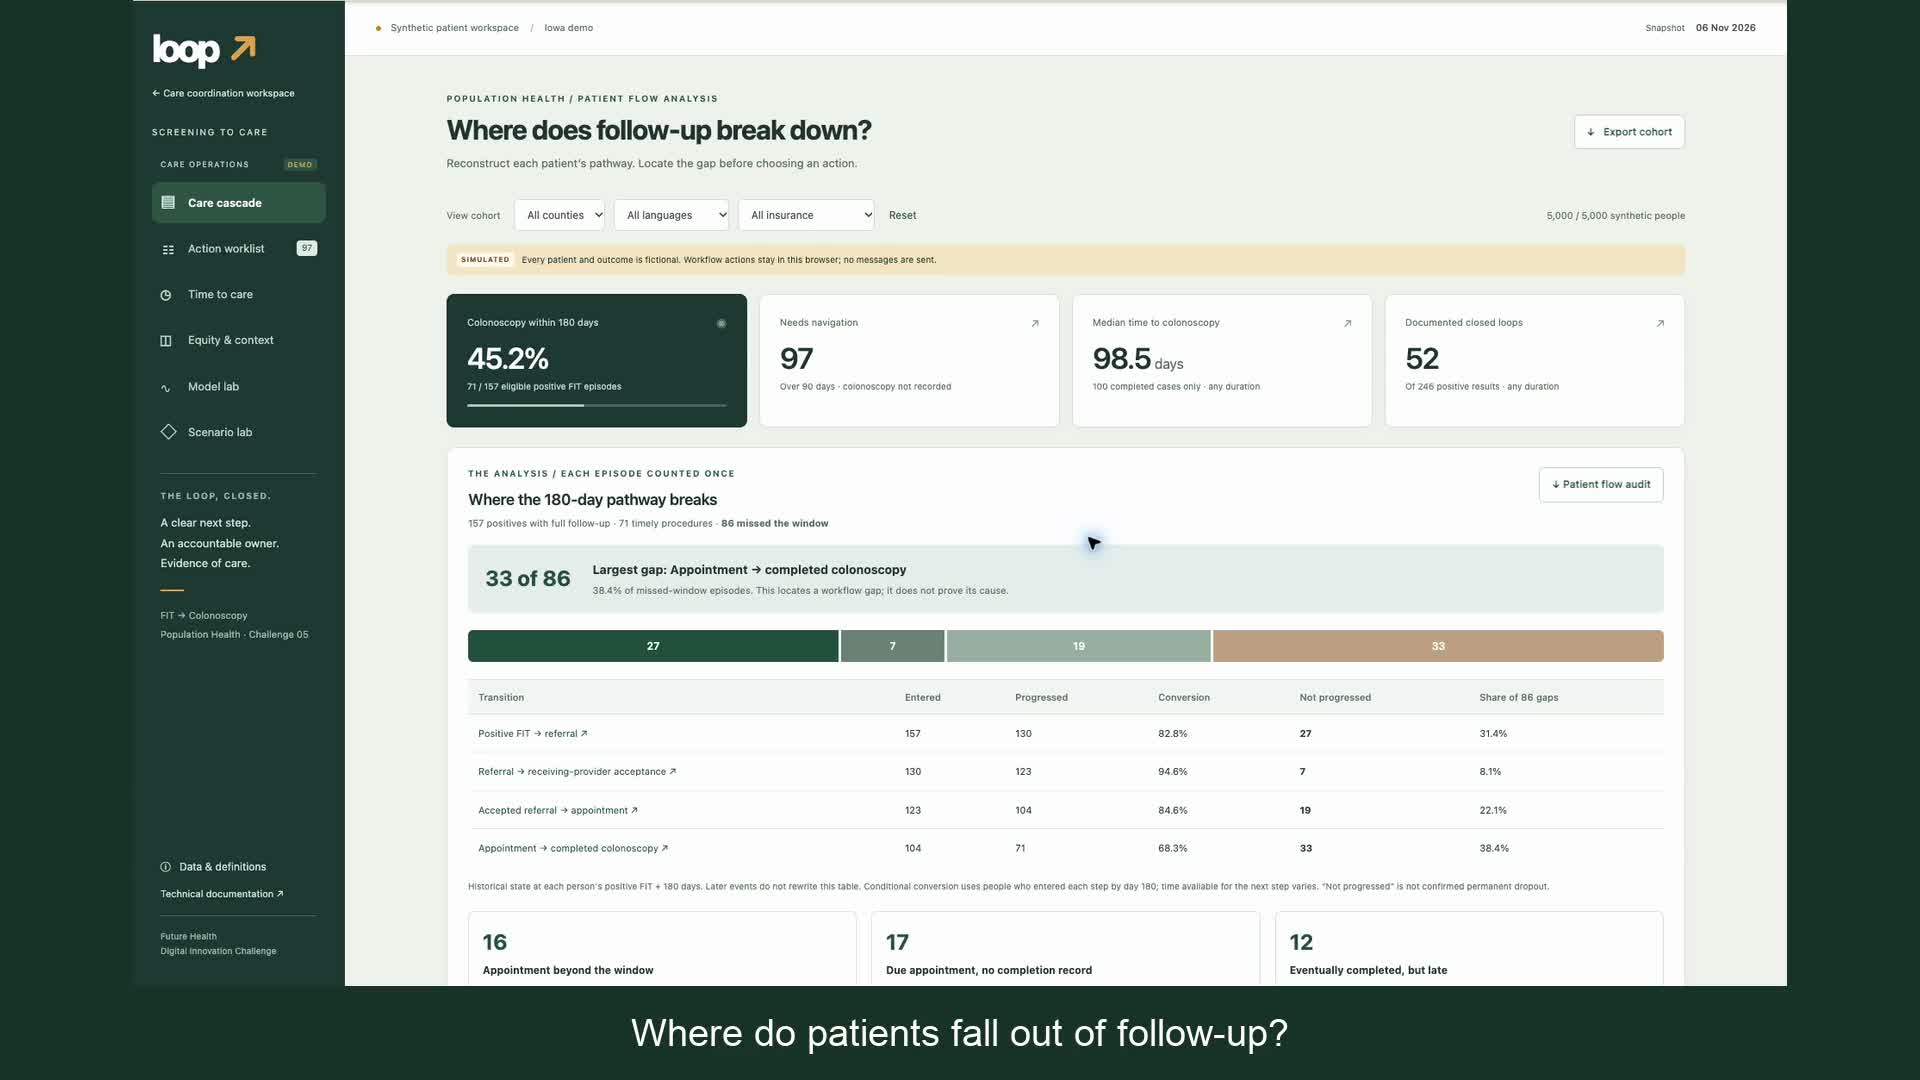 loop
← Care coordination workspace
SCREENING TO CARE
CARE OPERATIONS DEMO
Care cascade
Action worklist 97
Time to care
Equity & context
Model lab
Scenario lab
THE LOOP, CLOSED.
A clear next step.
An accountable owner.
Evidence of care.
FIT → Colonoscopy
Population Health · Challenge 05
Data & definitions
Technical documentation ↗
Future Health
Digital Innovation Challenge
Synthetic patient workspace / Iowa demo
Snapshot 06 Nov 2026
POPULATION HEALTH / PATIENT FLOW ANALYSIS
Where does follow-up break down?
Reconstruct each patient's pathway. Locate the gap before choosing an action.
↓ Export cohort
View cohort All counties All languages All insurance Reset
5,000 / 5,000 synthetic people
SIMULATED Every patient and outcome is fictional. Workflow actions stay in this browser; no messages are sent.
Colonoscopy within 180 days
45.2%
71 / 157 eligible positive FIT episodes
Needs navigation ↗
97
Over 90 days · colonoscopy not recorded
Median time to colonoscopy ↗
98.5 days
100 completed cases only · any duration
Documented closed loops ↗
52
Of 246 positive results · any duration
THE ANALYSIS / EACH EPISODE COUNTED ONCE
Where the 180-day pathway breaks
157 positives with full follow-up · 71 timely procedures · 86 missed the window
↓ Patient flow audit
33 of 86
Largest gap: Appointment → completed colonoscopy
38.4% of missed-window episodes. This locates a workflow gap; it does not prove its cause.
27 7 19 33
Transition Entered Progressed Conversion Not progressed Share of 86 gaps
Positive FIT → referral ↗ 157 130 82.8% 27 31.4%
Referral → receiving-provider acceptance ↗ 130 123 94.6% 7 8.1%
Accepted referral → appointment ↗ 123 104 84.6% 19 22.1%
Appointment → completed colonoscopy ↗ 104 71 68.3% 33 38.4%
Historical state at each person's positive FIT + 180 days. Later events do not rewrite this table. Conditional conversion uses people who entered each step by day 180; time available for the next step varies. "Not progressed" is not confirmed permanent dropout.
16
Appointment beyond the window
17
Due appointment, no completion record
12
Eventually completed, but late
Where do patients fall out of follow-up?